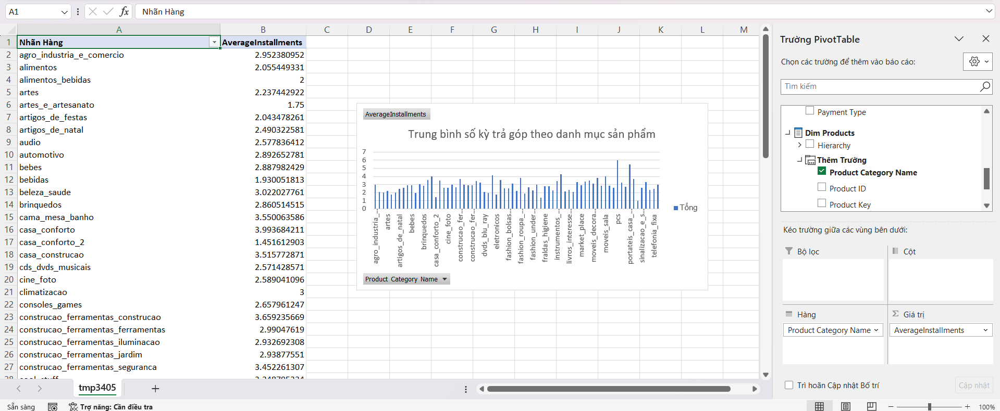 A1
fx
Nhãn Hàng
A B C D E F G H I J K L M
1 Nhãn Hàng AverageInstallments
2 agro_industria_e_comercio 2.952380952
3 alimentos 2.055449331
4 alimentos_bebidas 2
5 artes 2.237442922
6 artes_e_artesanato 1.75
7 artigos_de_festas 2.043478261
8 artigos_de_natal 2.490322581
9 audio 2.577836412
10 automotivo 2.892652781
11 bebes 2.887982429
12 bebidas 1.930051813
13 beleza_saude 3.022027761
14 brinquedos 2.860514515
15 cama_mesa_banho 3.550063586
16 casa_conforto 3.993684211
17 casa_conforto_2 1.451612903
18 casa_construcao 3.515772871
19 cds_dvds_musicais 2.571428571
20 cine_foto 2.589041096
21 climatizacao 3
22 consoles_games 2.657961247
23 construcao_ferramentas_construcao 3.659235669
24 construcao_ferramentas_ferramentas 2.99047619
25 construcao_ferramentas_iluminacao 2.932692308
26 construcao_ferramentas_jardim 2.93877551
27 construcao_ferramentas_seguranca 3.452261307
AverageInstallments
Trung bình số kỳ trả góp theo danh mục sản phẩm
7
6
5
4
3
2
1
0
agro_industria_...
artes
artigos_de_natal
bebes
brinquedos
casa_conforto_2
cine_foto
construcao_fer...
construcao_fer...
dvds_blu_ray
eletronicos
fashion_bolsas...
fashion_roupa_...
fashion_under...
fraldas_higiene
instrumentos_...
livros_interesse...
market_place
moveis_decora...
moveis_sala
pcs
portateis_casa_...
sinalizacao_e_s...
telefonia_fixa
Tổng
Product Category Name
Trường PivotTable
Chọn các trường để thêm vào báo cáo:
Tìm kiếm
Payment Type
Dim Products
Hierarchy
Thêm Trường
Product Category Name
Product ID
Product Key
Kéo trường giữa các vùng bên dưới:
Bộ lọc
Cột
Hàng
Σ Giá trị
Product Category Name
AverageInstallments
Trì hoãn Cập nhật Bố trí
Cập nhật
tmp3405
Sẵn sàng
Trợ năng: Cần điều tra
100%